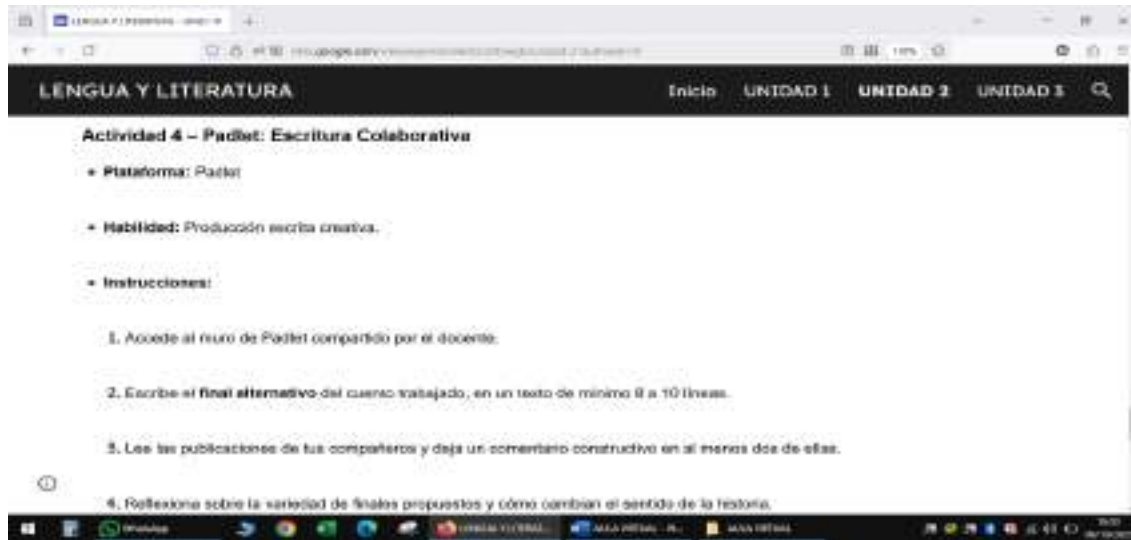 LENGUA Y LITERATURA
Inicio UNIDAD 1 UNIDAD 2 UNIDAD 3
Actividad 4 – Padlet: Escritura Colaborativa
• Plataforma: Padlet
• Habilidad: Producción escrita creativa.
• Instrucciones:
1. Accede al muro de Padlet compartido por el docente.
2. Escribe el final alternativo del cuento trabajado, en un texto de mínimo 8 a 10 líneas.
3. Lee las publicaciones de tus compañeros y deja un comentario constructivo en al menos dos de ellas.
4. Reflexiona sobre la variedad de finales propuestos y cómo cambian el sentido de la historia.
WhatsApp